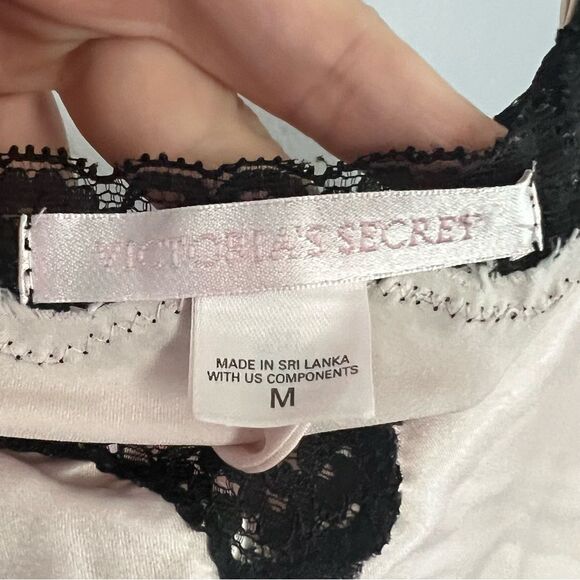 VICTORIA'S SECRET
MADE IN SRI LANKA
WITH US COMPONENTS
M